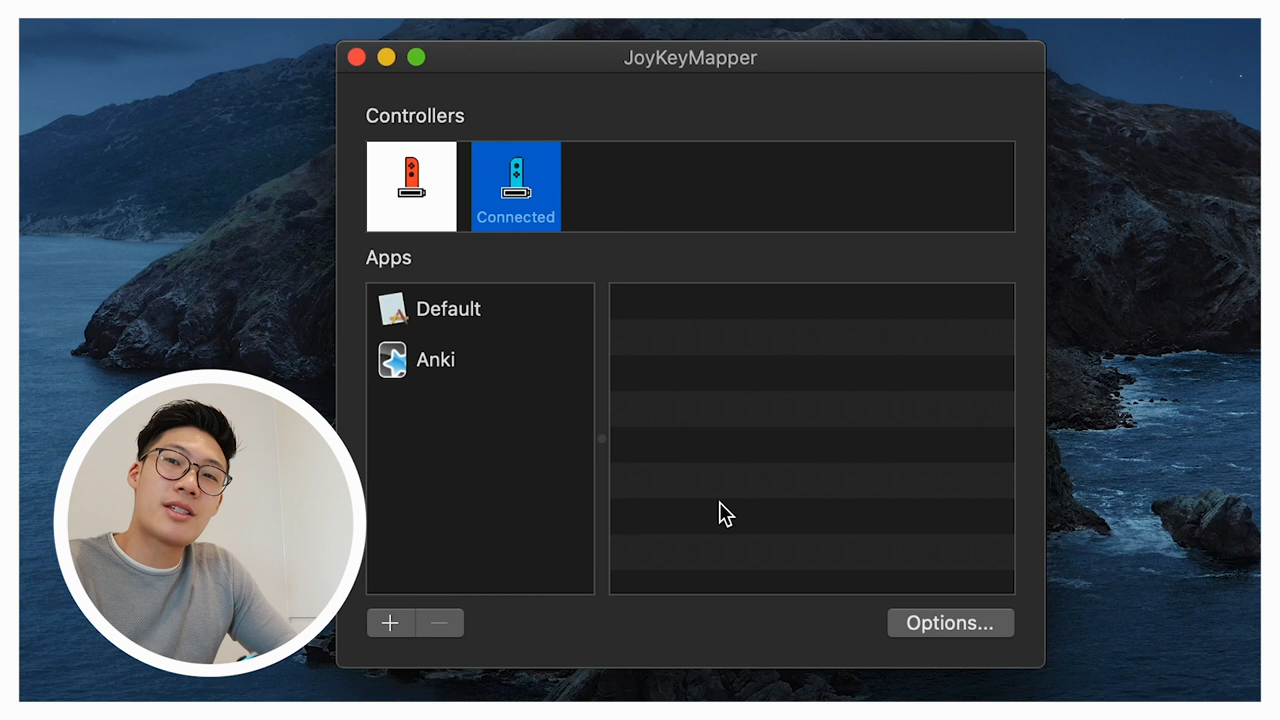 JoyKeyMapper
Controllers
Connected
Apps
Default
Anki
Options...